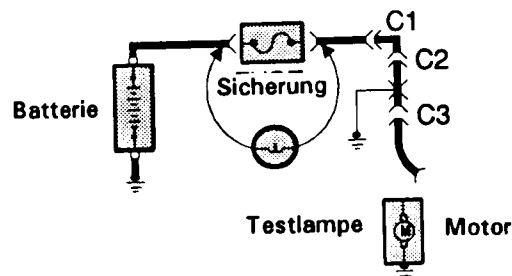 C1
C2
Sicherung
Batterie
C3
Testlampe
Motor
M